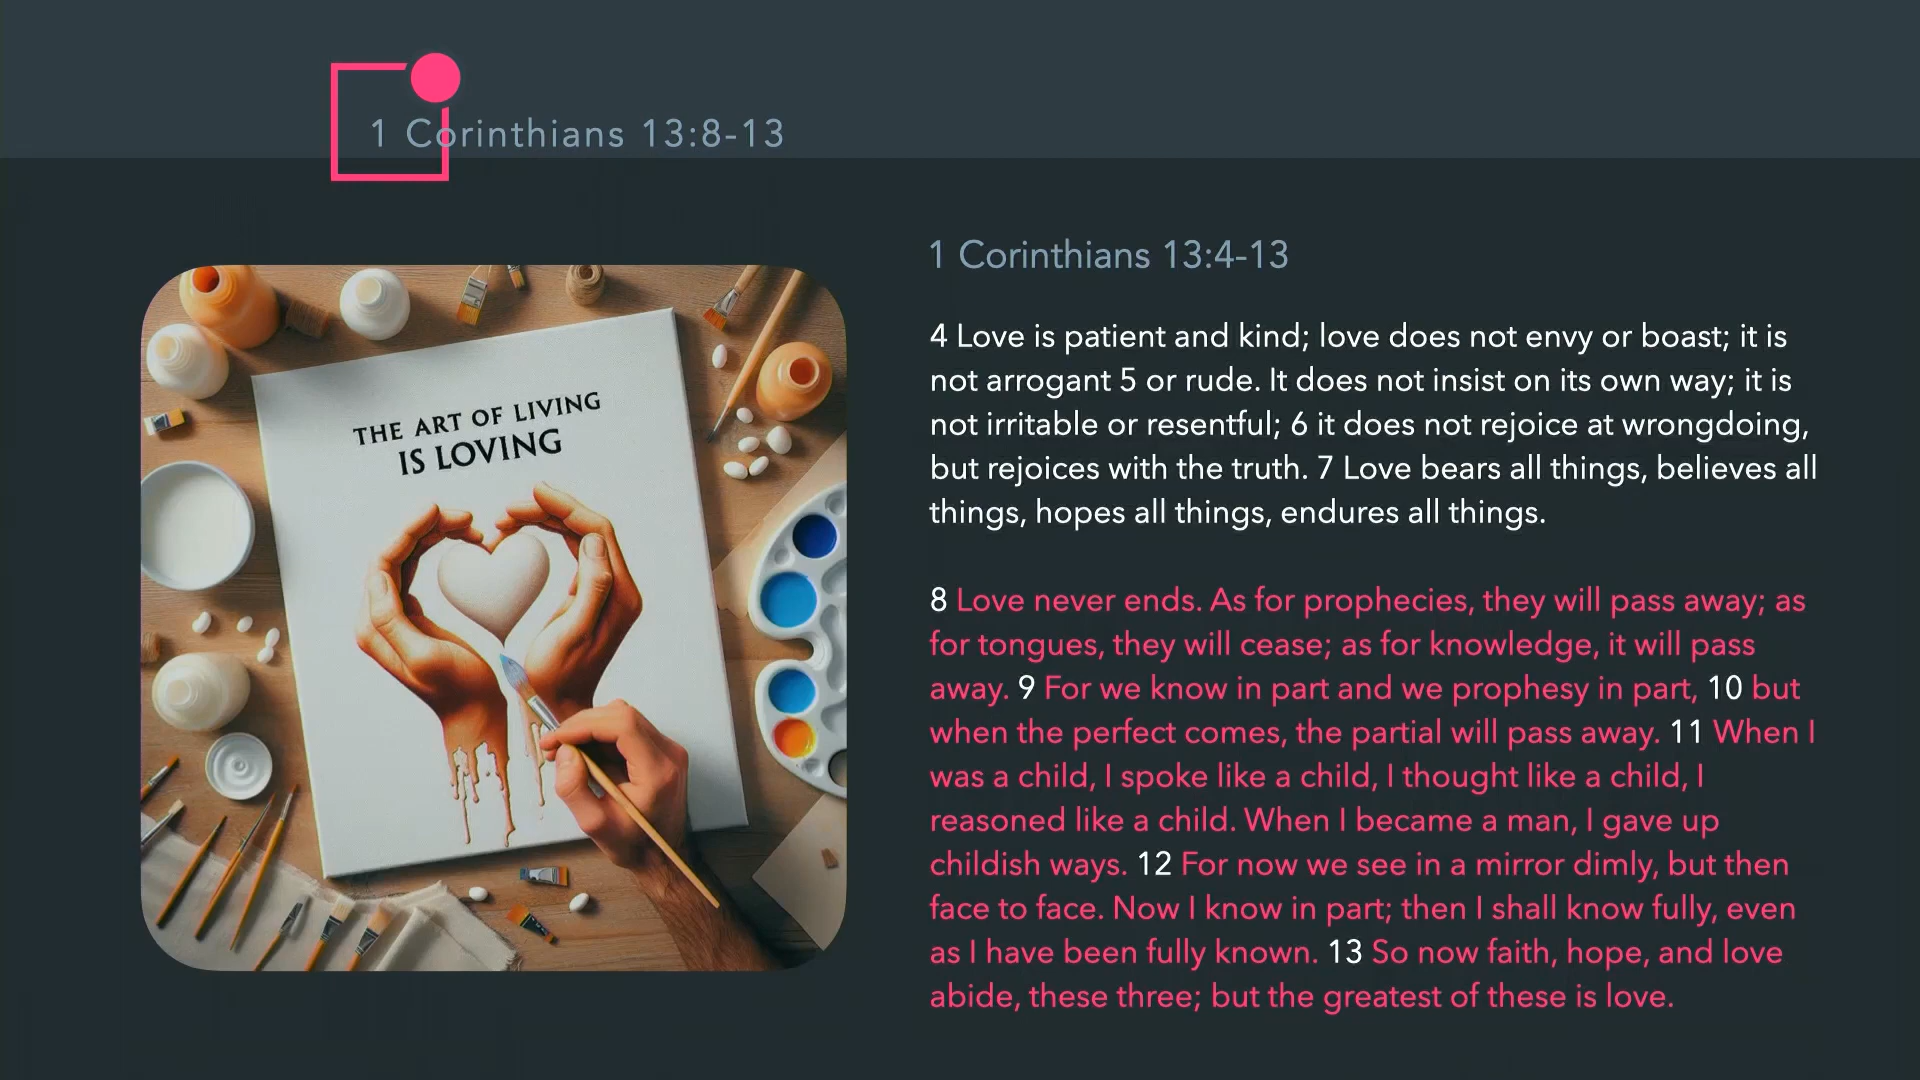 1 Corinthians 13:8-13
THE ART OF LIVING
IS LOVING
1 Corinthians 13:4-13
4 Love is patient and kind; love does not envy or boast; it is
not arrogant 5 or rude. It does not insist on its own way; it is
not irritable or resentful; 6 it does not rejoice at wrongdoing,
but rejoices with the truth. 7 Love bears all things, believes all
things, hopes all things, endures all things.
8 Love never ends. As for prophecies, they will pass away; as
for tongues, they will cease; as for knowledge, it will pass
away. 9 For we know in part and we prophesy in part, 10 but
when the perfect comes, the partial will pass away. 11 When I
was a child, I spoke like a child, I thought like a child, I
reasoned like a child. When I became a man, I gave up
childish ways. 12 For now we see in a mirror dimly, but then
face to face. Now I know in part; then I shall know fully, even
as I have been fully known. 13 So now faith, hope, and love
abide, these three; but the greatest of these is love.